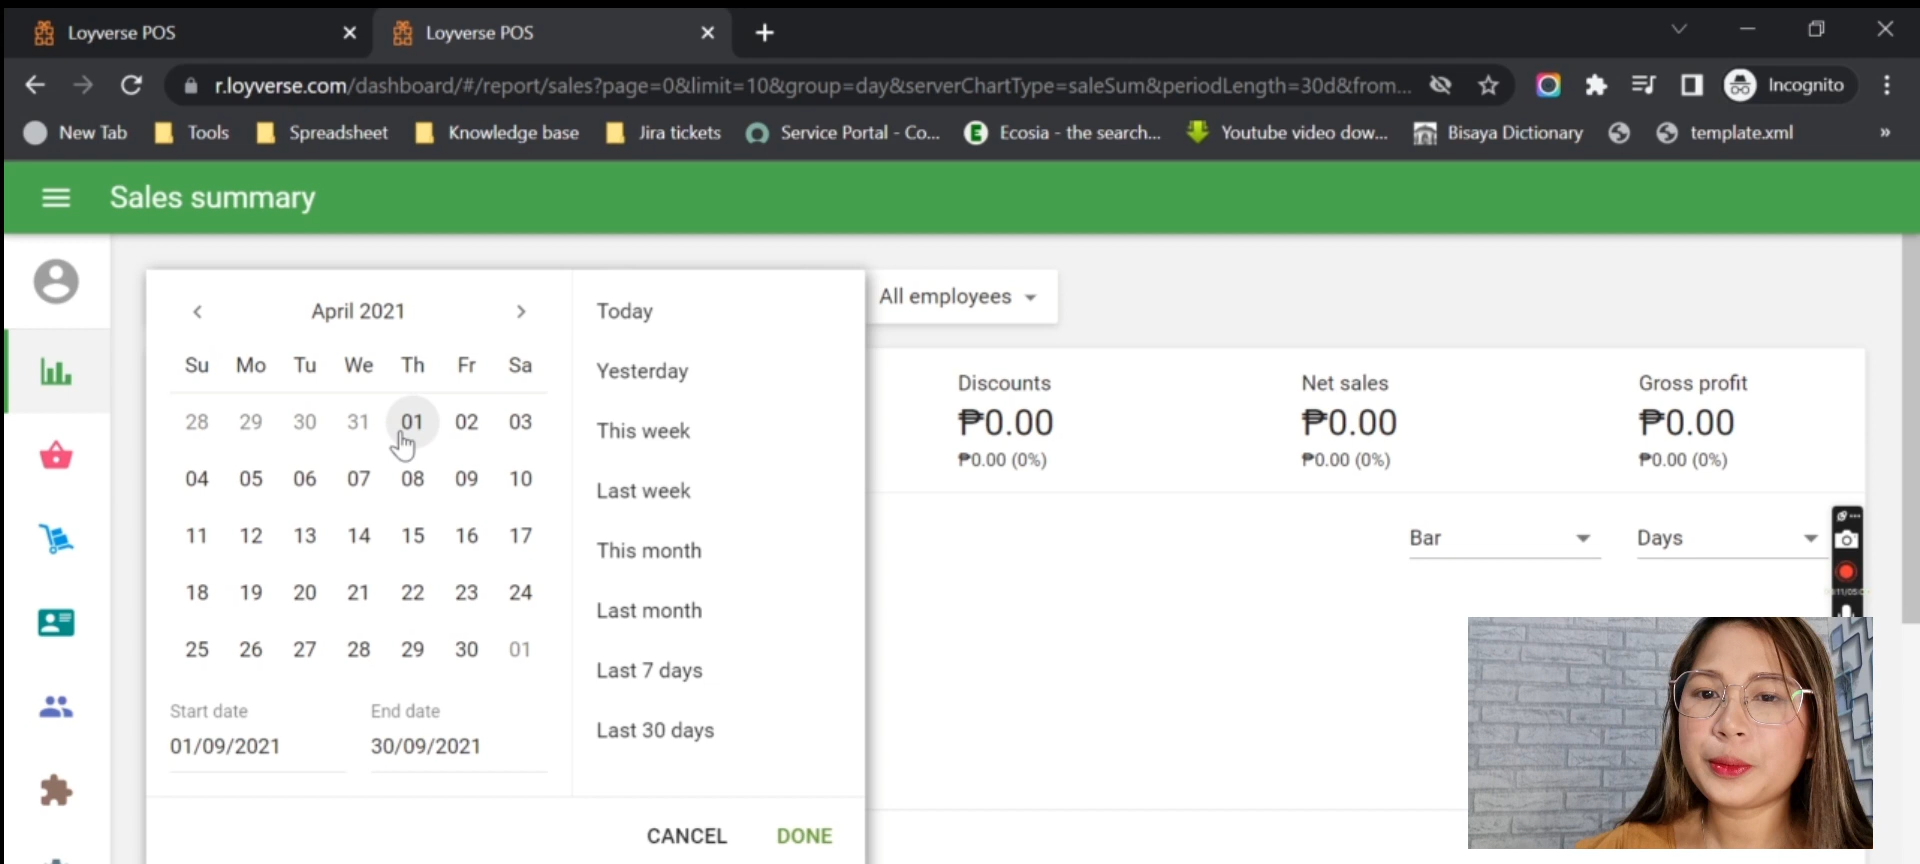 Loyverse POS
Loyverse POS
r.loyverse.com/dashboard/#/report/sales?page=0&limit=10&group=day&serverChartType=saleSum&periodLength=30d&from...
Incognito
New Tab Tools Spreadsheet Knowledge base Jira tickets Service Portal - Co... Ecosia - the search... Youtube video dow... Bisaya Dictionary template.xml »
Sales summary
April 2021
Su Mo Tu We Th Fr Sa
28 29 30 31 01 02 03
04 05 06 07 08 09 10
11 12 13 14 15 16 17
18 19 20 21 22 23 24
25 26 27 28 29 30 01
Start date End date
01/09/2021 30/09/2021
Today
Yesterday
This week
Last week
This month
Last month
Last 7 days
Last 30 days
CANCEL DONE
All employees
Discounts
₱0.00
₱0.00 (0%)
Net sales
₱0.00
₱0.00 (0%)
Gross profit
₱0.00
₱0.00 (0%)
Bar
Days